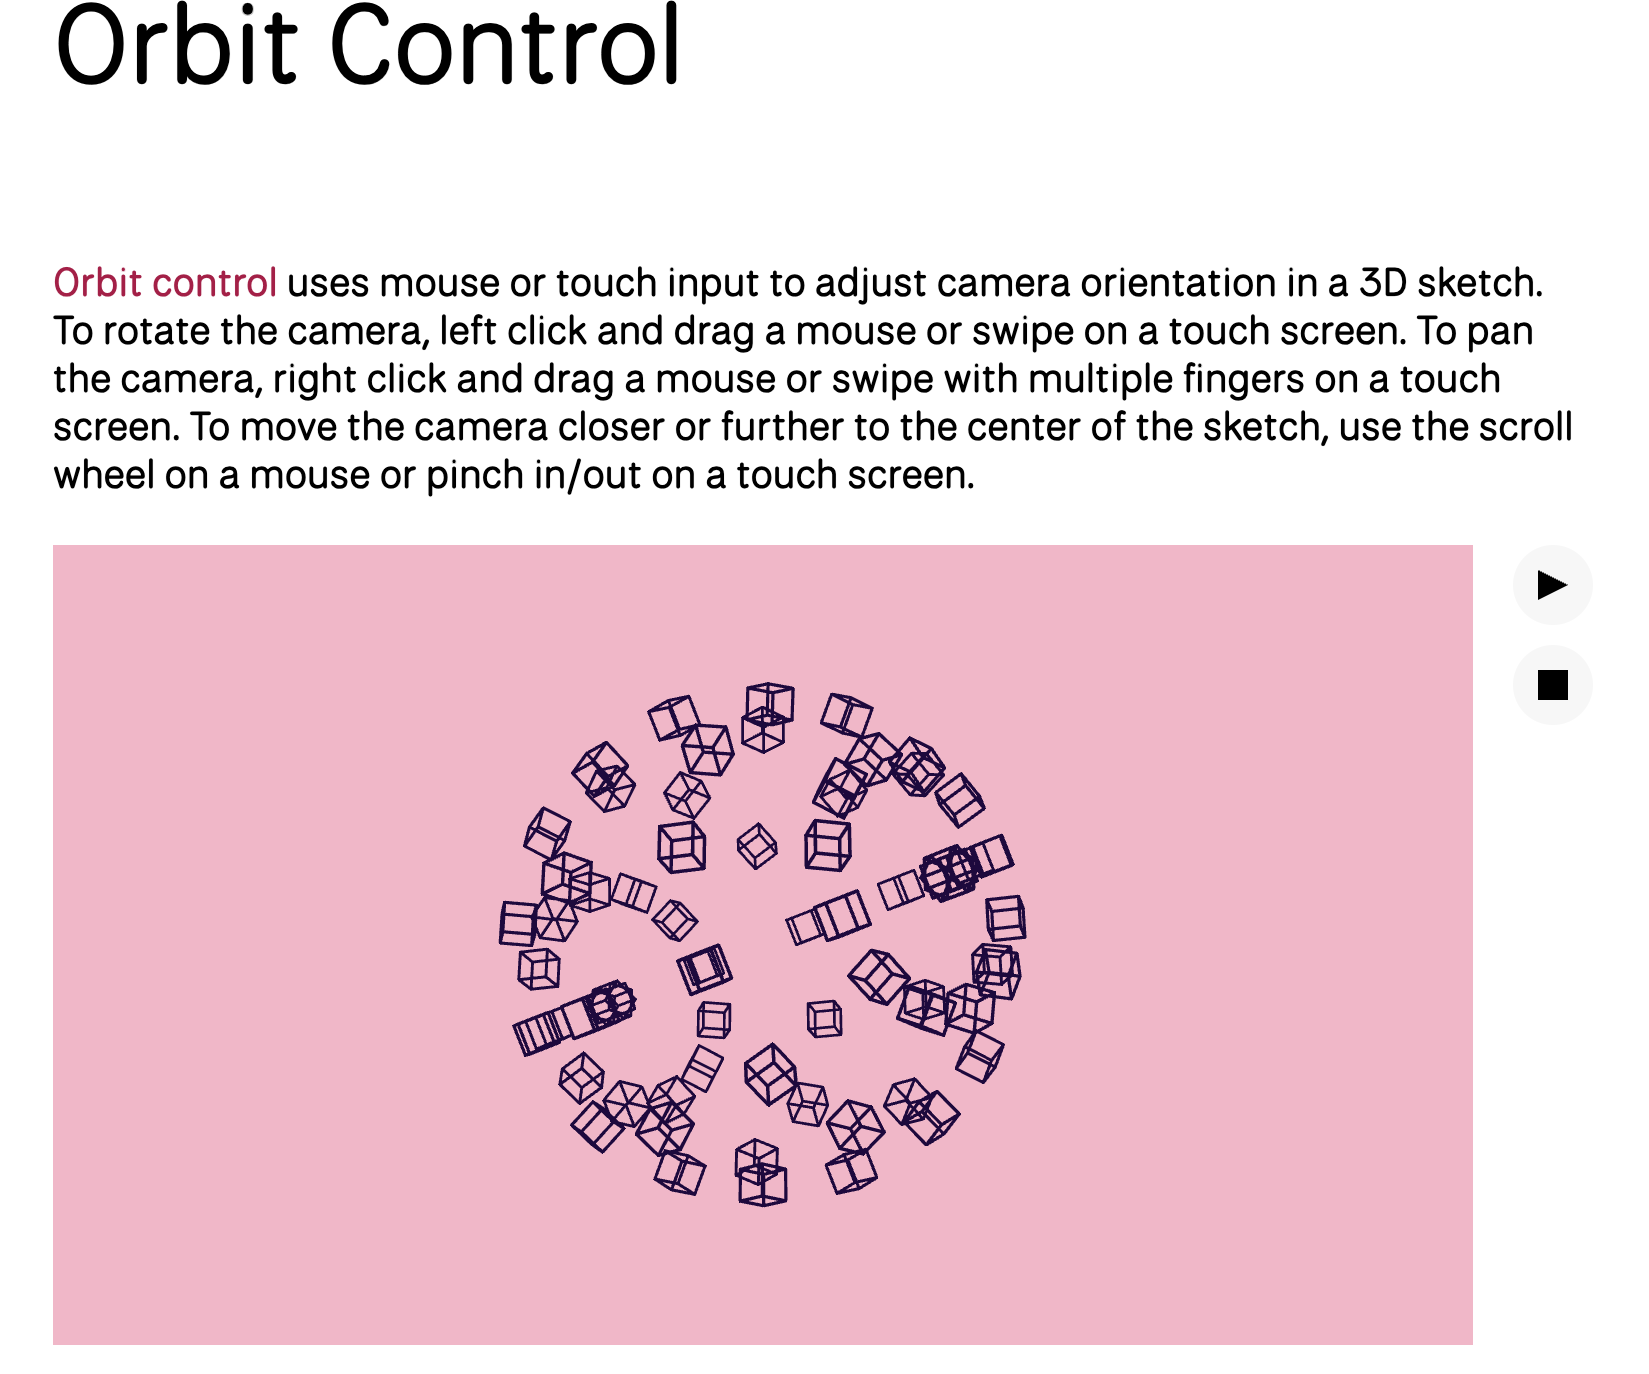 Orbit Control
Orbit control uses mouse or touch input to adjust camera orientation in a 3D sketch.
To rotate the camera, left click and drag a mouse or swipe on a touch screen. To pan
the camera, right click and drag a mouse or swipe with multiple fingers on a touch
screen. To move the camera closer or further to the center of the sketch, use the scroll
wheel on a mouse or pinch in/out on a touch screen.